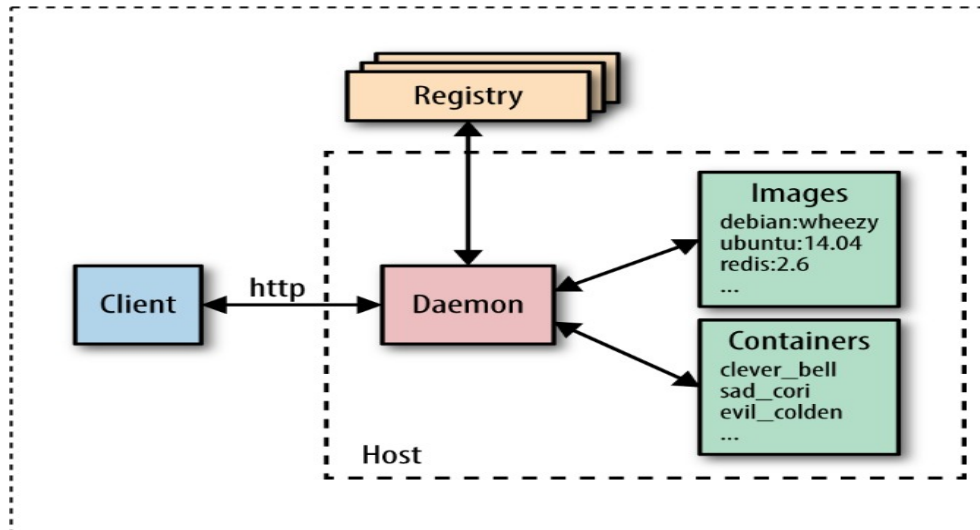 Registry
Client
http
Daemon
Images
debian:wheezy
ubuntu:14.04
redis:2.6
...
Containers
clever_bell
sad_cori
evil_colden
...
Host